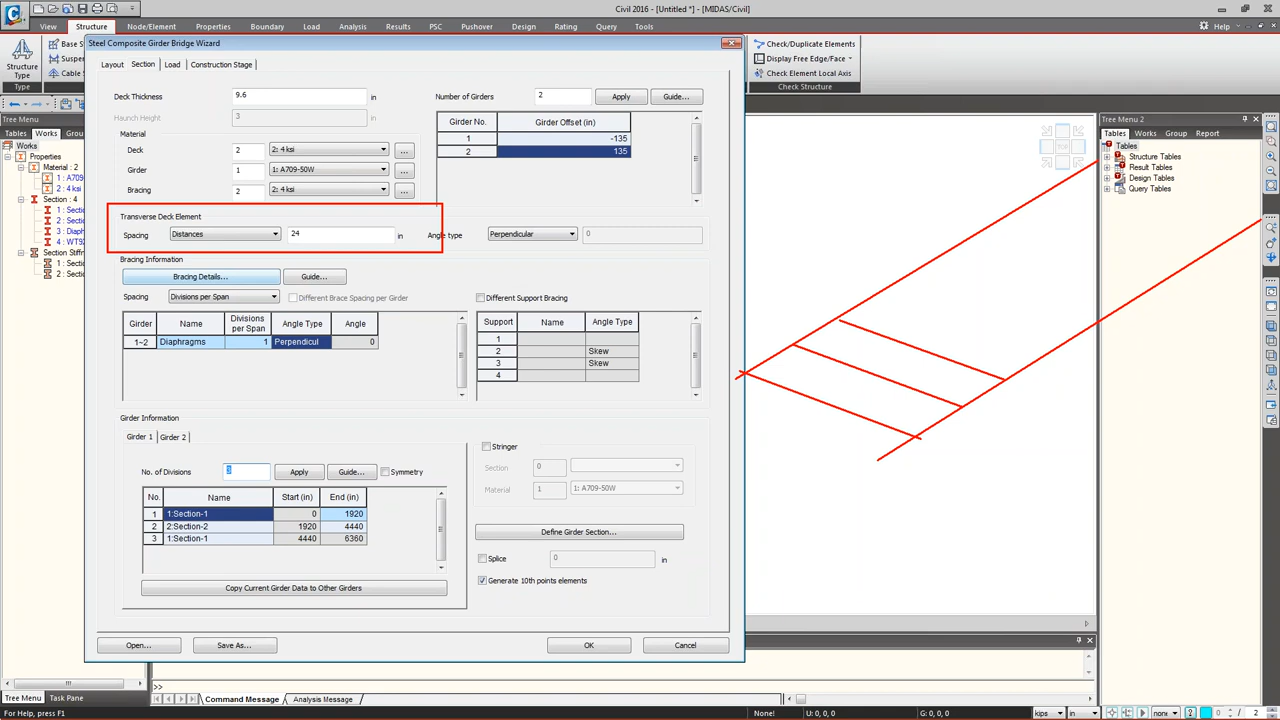 Civil 2016 - [Untitled *] - [MIDAS/Civil]
View Structure Node/Element Properties Boundary Load Analysis Results PSC Pushover Design Rating Query Tools Help
Structure Type
Type
Base S
Suspen
Cable S
Check/Duplicate Elements
Display Free Edge/Face
Check Element Local Axis
Check Structure
Tree Menu
Tables Works Group
Works
Properties
Material : 2
1 : A709
2 : 4 ksi
Section : 4
1 : Section
2 : Section
3 : Diaph
4 : WT9
Section Stiffn
1 : Secti
2 : Secti
Steel Composite Girder Bridge Wizard
Layout Section Load Construction Stage
Deck Thickness 9.6 in
Haunch Height 3 in
Material
Deck 2 2: 4 ksi ...
Girder 1 1: A709-50W ...
Bracing 2 2: 4 ksi ...
Number of Girders 2 Apply Guide...
Girder No. Girder Offset (in)
1 -135
2 135
Transverse Deck Element
Spacing Distances 24 in Angle type Perpendicular 0
Bracing Information
Bracing Details... Guide...
Spacing Divisions per Span Different Brace Spacing per Girder
Girder Name Divisions per Span Angle Type Angle
1~2 Diaphragms 1 Perpendicul 0
Different Support Bracing
Support Name Angle Type
1
2 Skew
3 Skew
4
Girder Information
Girder 1 Girder 2
No. of Divisions 3 Apply Guide... Symmetry
No. Name Start (in) End (in)
1 1:Section-1 0 1920
2 2:Section-2 1920 4440
3 1:Section-1 4440 6360
Copy Current Girder Data to Other Girders
Stringer
Section 0
Material 1 1: A709-50W
Define Girder Section...
Splice 0 in
Generate 10th points elements
Open... Save As... OK Cancel
TOP
Tree Menu 2
Tables Works Group Report
Tables
Structure Tables
Result Tables
Design Tables
Query Tables
>>
Tree Menu Task Pane
Command Message Analysis Message
For Help, press F1 None! U: 0, 0, 0 G: 0, 0, 0 kips in none 0 / 2